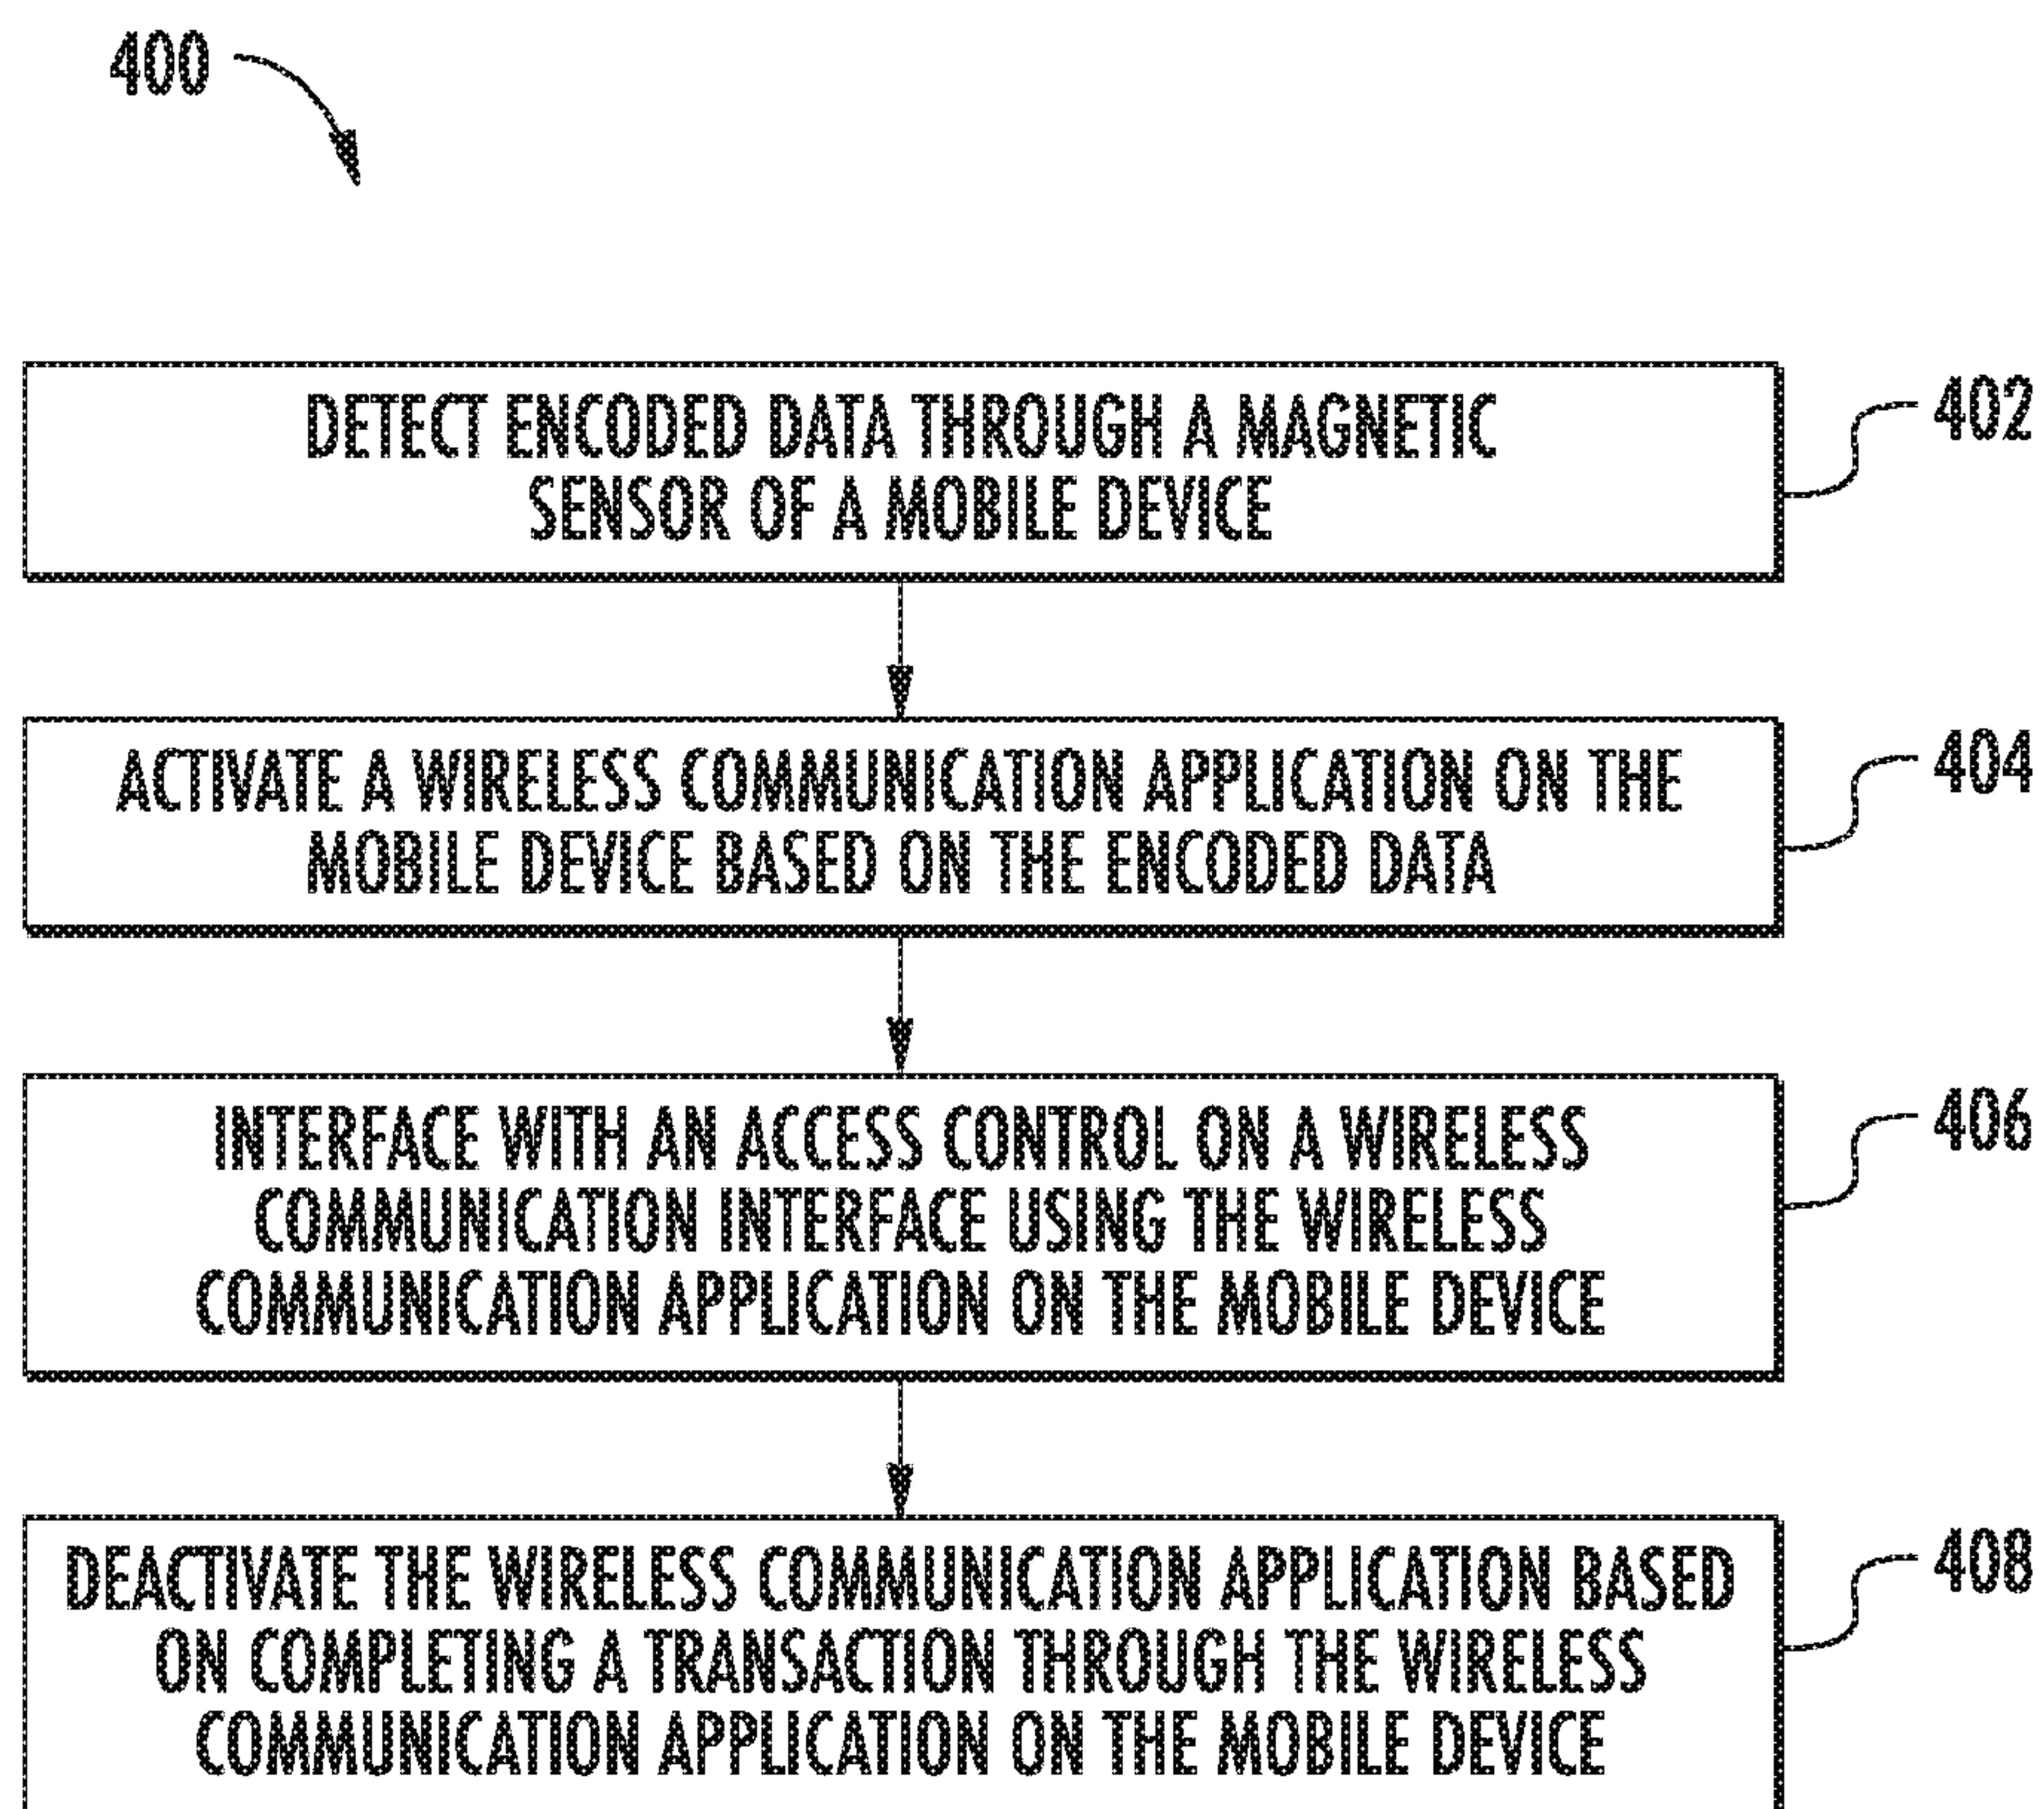 400
DETECT ENCODED DATA THROUGH A MAGNETIC
SENSOR OF A MOBILE DEVICE
402
ACTIVATE A WIRELESS COMMUNICATION APPLICATION ON THE
MOBILE DEVICE BASED ON THE ENCODED DATA
404
INTERFACE WITH AN ACCESS CONTROL ON A WIRELESS
COMMUNICATION INTERFACE USING THE WIRELESS
COMMUNICATION APPLICATION ON THE MOBILE DEVICE
406
DEACTIVATE THE WIRELESS COMMUNICATION APPLICATION BASED
ON COMPLETING A TRANSACTION THROUGH THE WIRELESS
COMMUNICATION APPLICATION ON THE MOBILE DEVICE
408